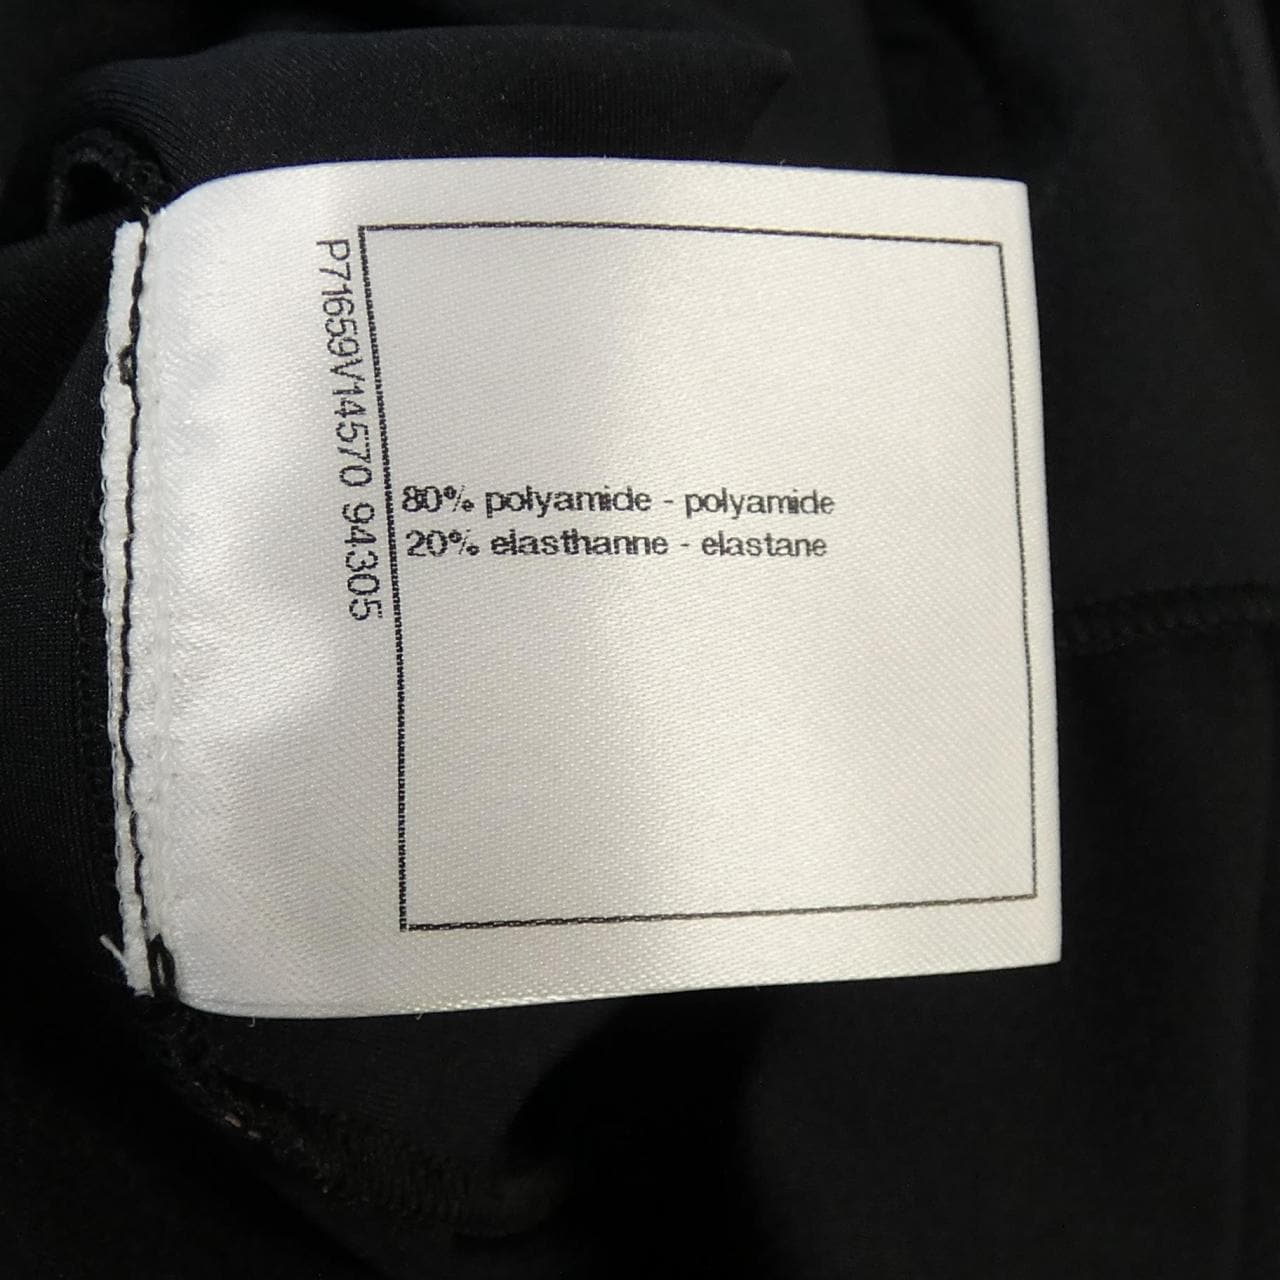 P71659V14570 94305
80% polyamide - polyamide
20% elasthanne - elastane